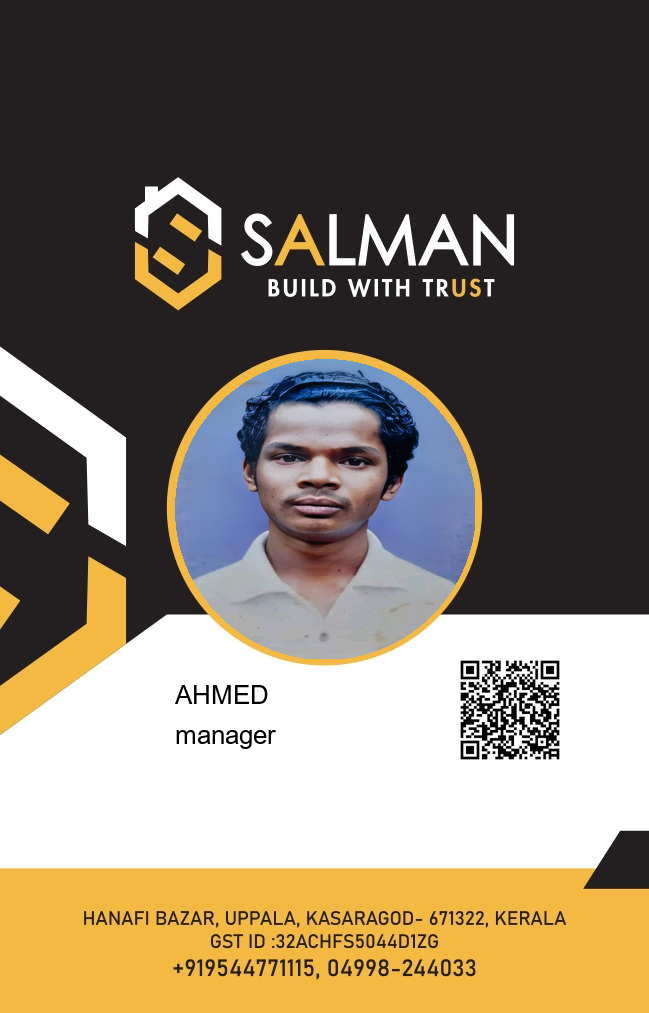 SALMAN
BUILD WITH TRUST
AHMED
manager
HANAFI BAZAR, UPPALA, KASARAGOD- 671322, KERALA
GST ID :32ACHFS5044D1ZG
+919544771115, 04998-244033